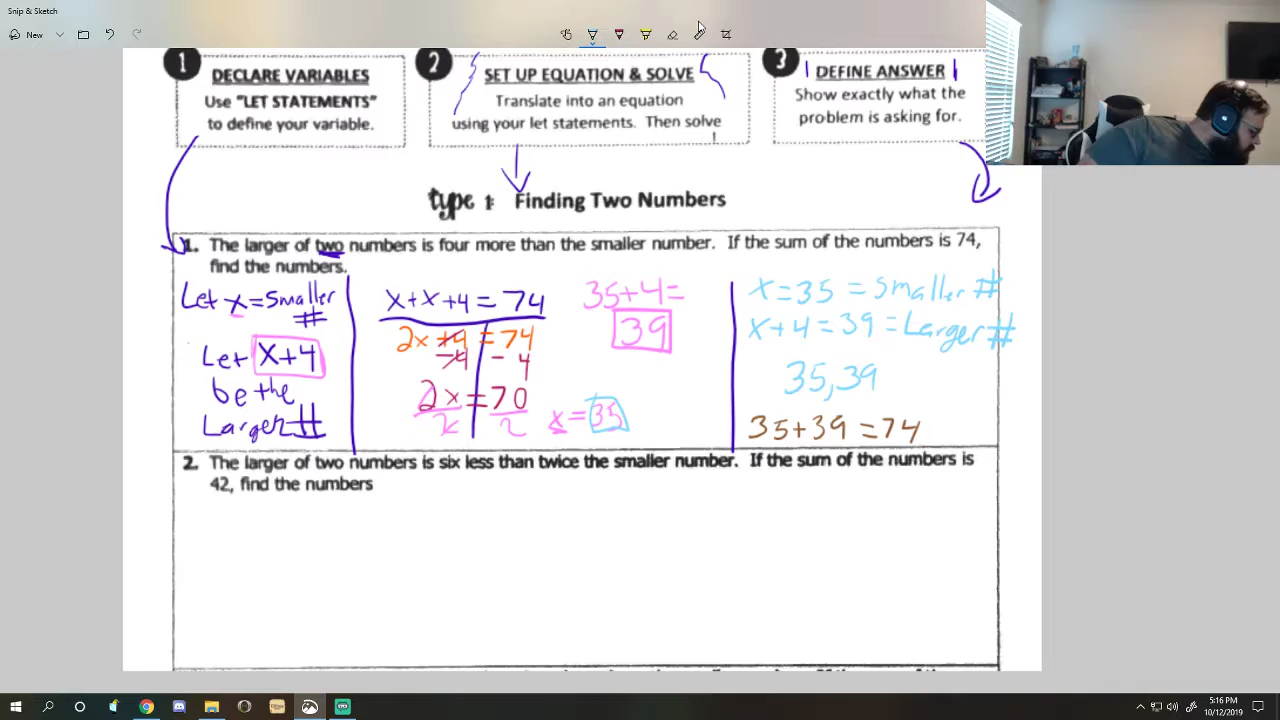 Snip & Sketch
New
1
DECLARE VARIABLES
Use "LET STATEMENTS"
to define your variable.
2
SET UP EQUATION & SOLVE
Translate into an equation
using your let statements. Then solve
!
3
DEFINE ANSWER
Show exactly what the
problem is asking for.
type 1: Finding Two Numbers
1. The larger of two numbers is four more than the smaller number. If the sum of the numbers is 74,
find the numbers.
Let x = Smaller
#
Let x+4
be the
Larger #
x+x+4=74
2x+4=74
-4 -4
2x=70
2 2
x=35
35+4=
39
x=35 = Smaller #
x+4=39 = Larger #
35,39
35+39=74
2. The larger of two numbers is six less than twice the smaller number. If the sum of the numbers is
42, find the numbers
5:16 PM
10/12/2019